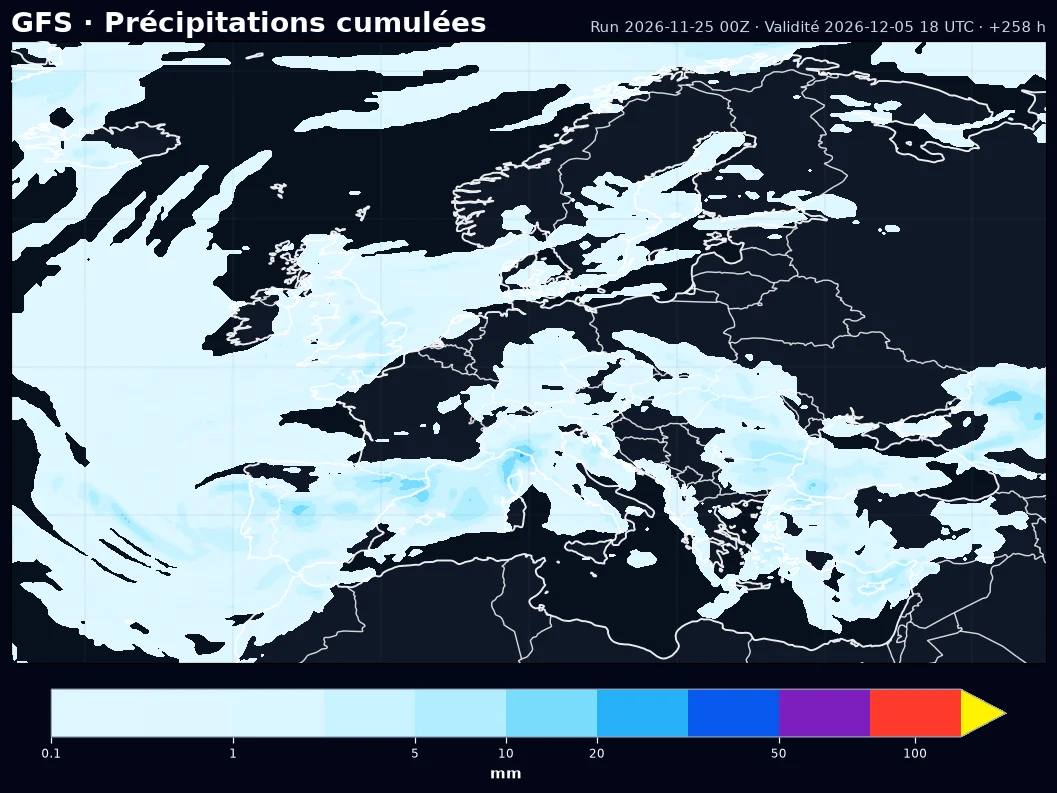 GFS · Précipitations cumulées
Run 2026-11-25 00Z · Validité 2026-12-05 18 UTC · +258 h
0.1 1 5 10 20 50 100
mm